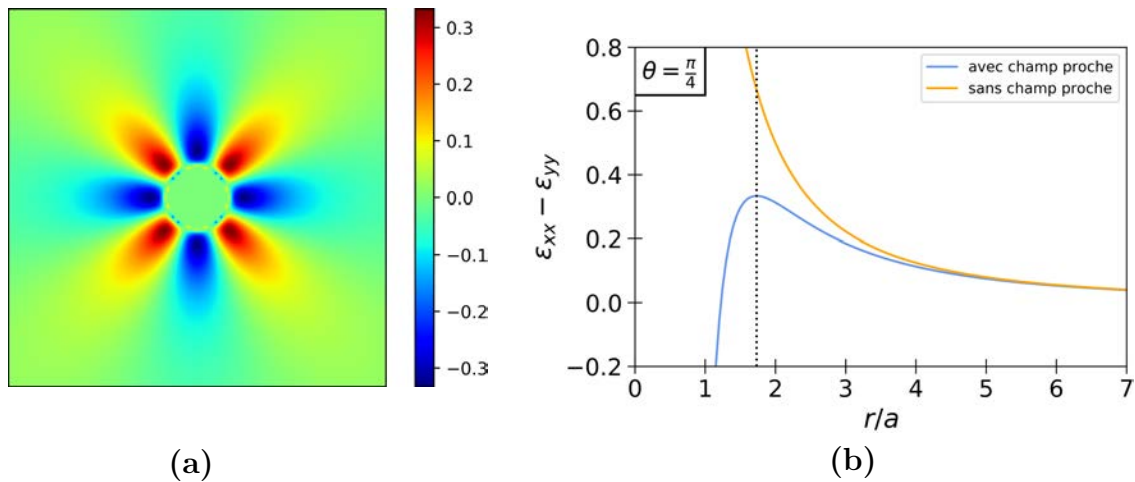 0.3
0.2
0.1
0.0
−0.1
−0.2
−0.3
(a)
0.8
0.6
0.4
0.2
0.0
−0.2
εxx − εyy
θ = π/4
avec champ proche
sans champ proche
0 1 2 3 4 5 6 7
r/a
(b)